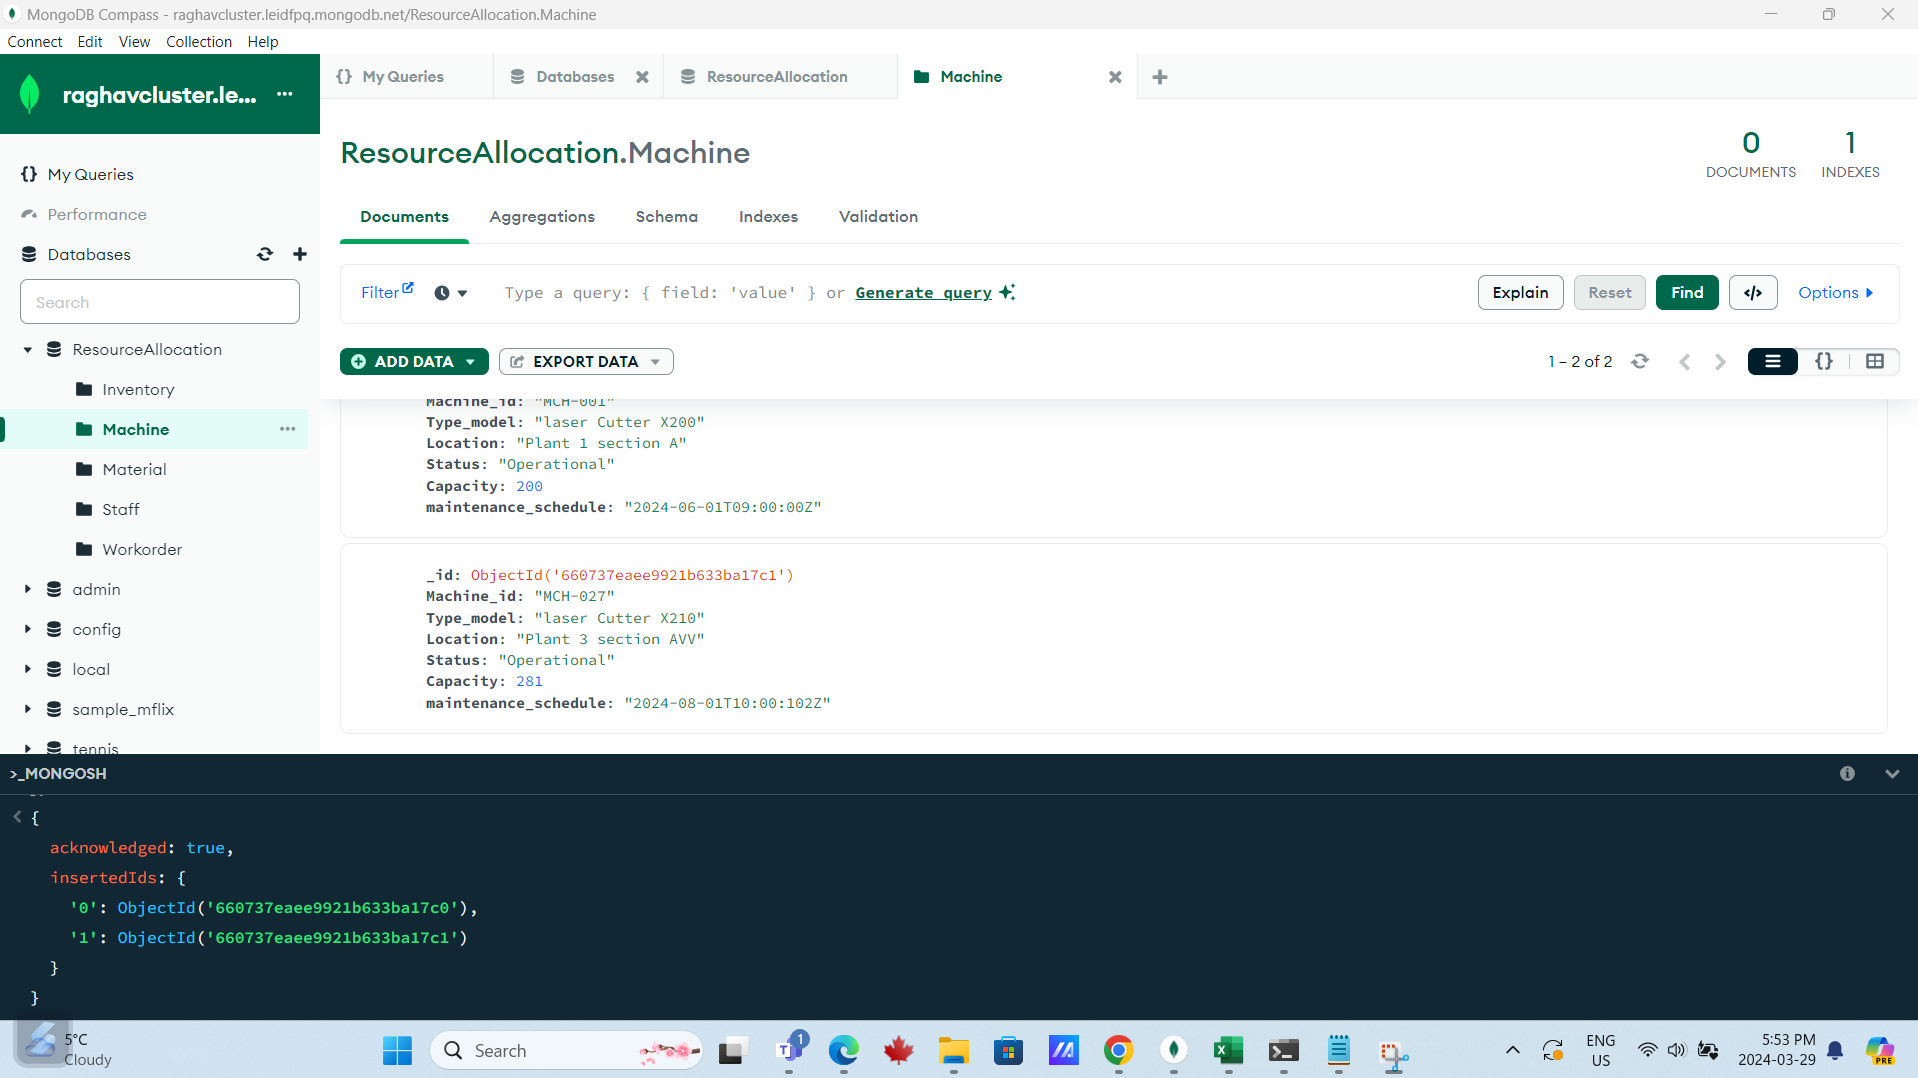 MongoDB Compass - raghavcluster.leidfpq.mongodb.net/ResourceAllocation.Machine
Connect Edit View Collection Help
raghavcluster.le... ...
My Queries
Performance
Databases
Search
ResourceAllocation
Inventory
Machine ...
Material
Staff
Workorder
admin
config
local
sample_mflix
tennis
{} My Queries Databases ResourceAllocation Machine
ResourceAllocation.Machine
0 DOCUMENTS
1 INDEXES
Documents Aggregations Schema Indexes Validation
Filter Type a query: { field: 'value' } or Generate query Explain Reset Find </> Options
ADD DATA EXPORT DATA 1 – 2 of 2 {}
Machine_id: "MCH-001"
Type_model: "laser Cutter X200"
Location: "Plant 1 section A"
Status: "Operational"
Capacity: 200
maintenance_schedule: "2024-06-01T09:00:00Z"
_id: ObjectId('660737eaee9921b633ba17c1')
Machine_id: "MCH-027"
Type_model: "laser Cutter X210"
Location: "Plant 3 section AVV"
Status: "Operational"
Capacity: 281
maintenance_schedule: "2024-08-01T10:00:102Z"
>_MONGOSH
{
acknowledged: true,
insertedIds: {
'0': ObjectId('660737eaee9921b633ba17c0'),
'1': ObjectId('660737eaee9921b633ba17c1')
}
}
5°C
Cloudy
Search
1
ENG
US
5:53 PM
2024-03-29
PRE